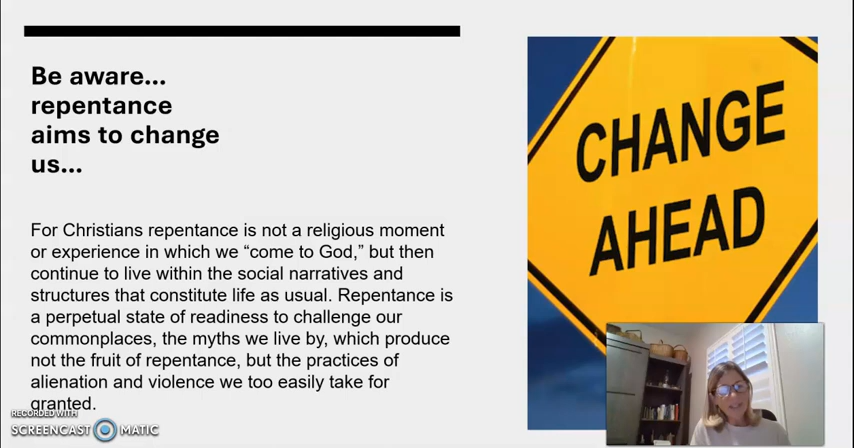 Be aware...
repentance
aims to change
us...
For Christians repentance is not a religious moment
or experience in which we “come to God,” but then
continue to live within the social narratives and
structures that constitute life as usual. Repentance is
a perpetual state of readiness to challenge our
commonplaces, the myths we live by, which produce
not the fruit of repentance, but the practices of
alienation and violence we too easily take for
granted.
CHANGE
AHEAD
RECORDED WITH
SCREENCAST MATIC